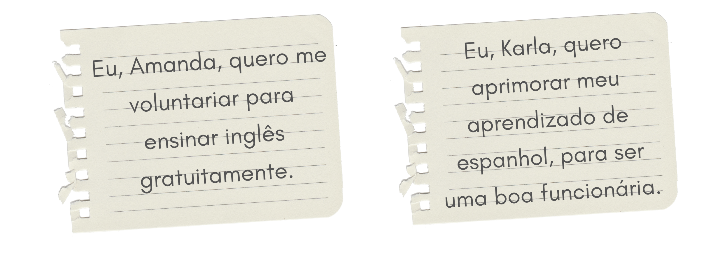 Eu, Amanda, quero me
voluntariar para
ensinar inglês
gratuitamente.
Eu, Karla, quero
aprimorar meu
aprendizado de
espanhol, para ser
uma boa funcionária.